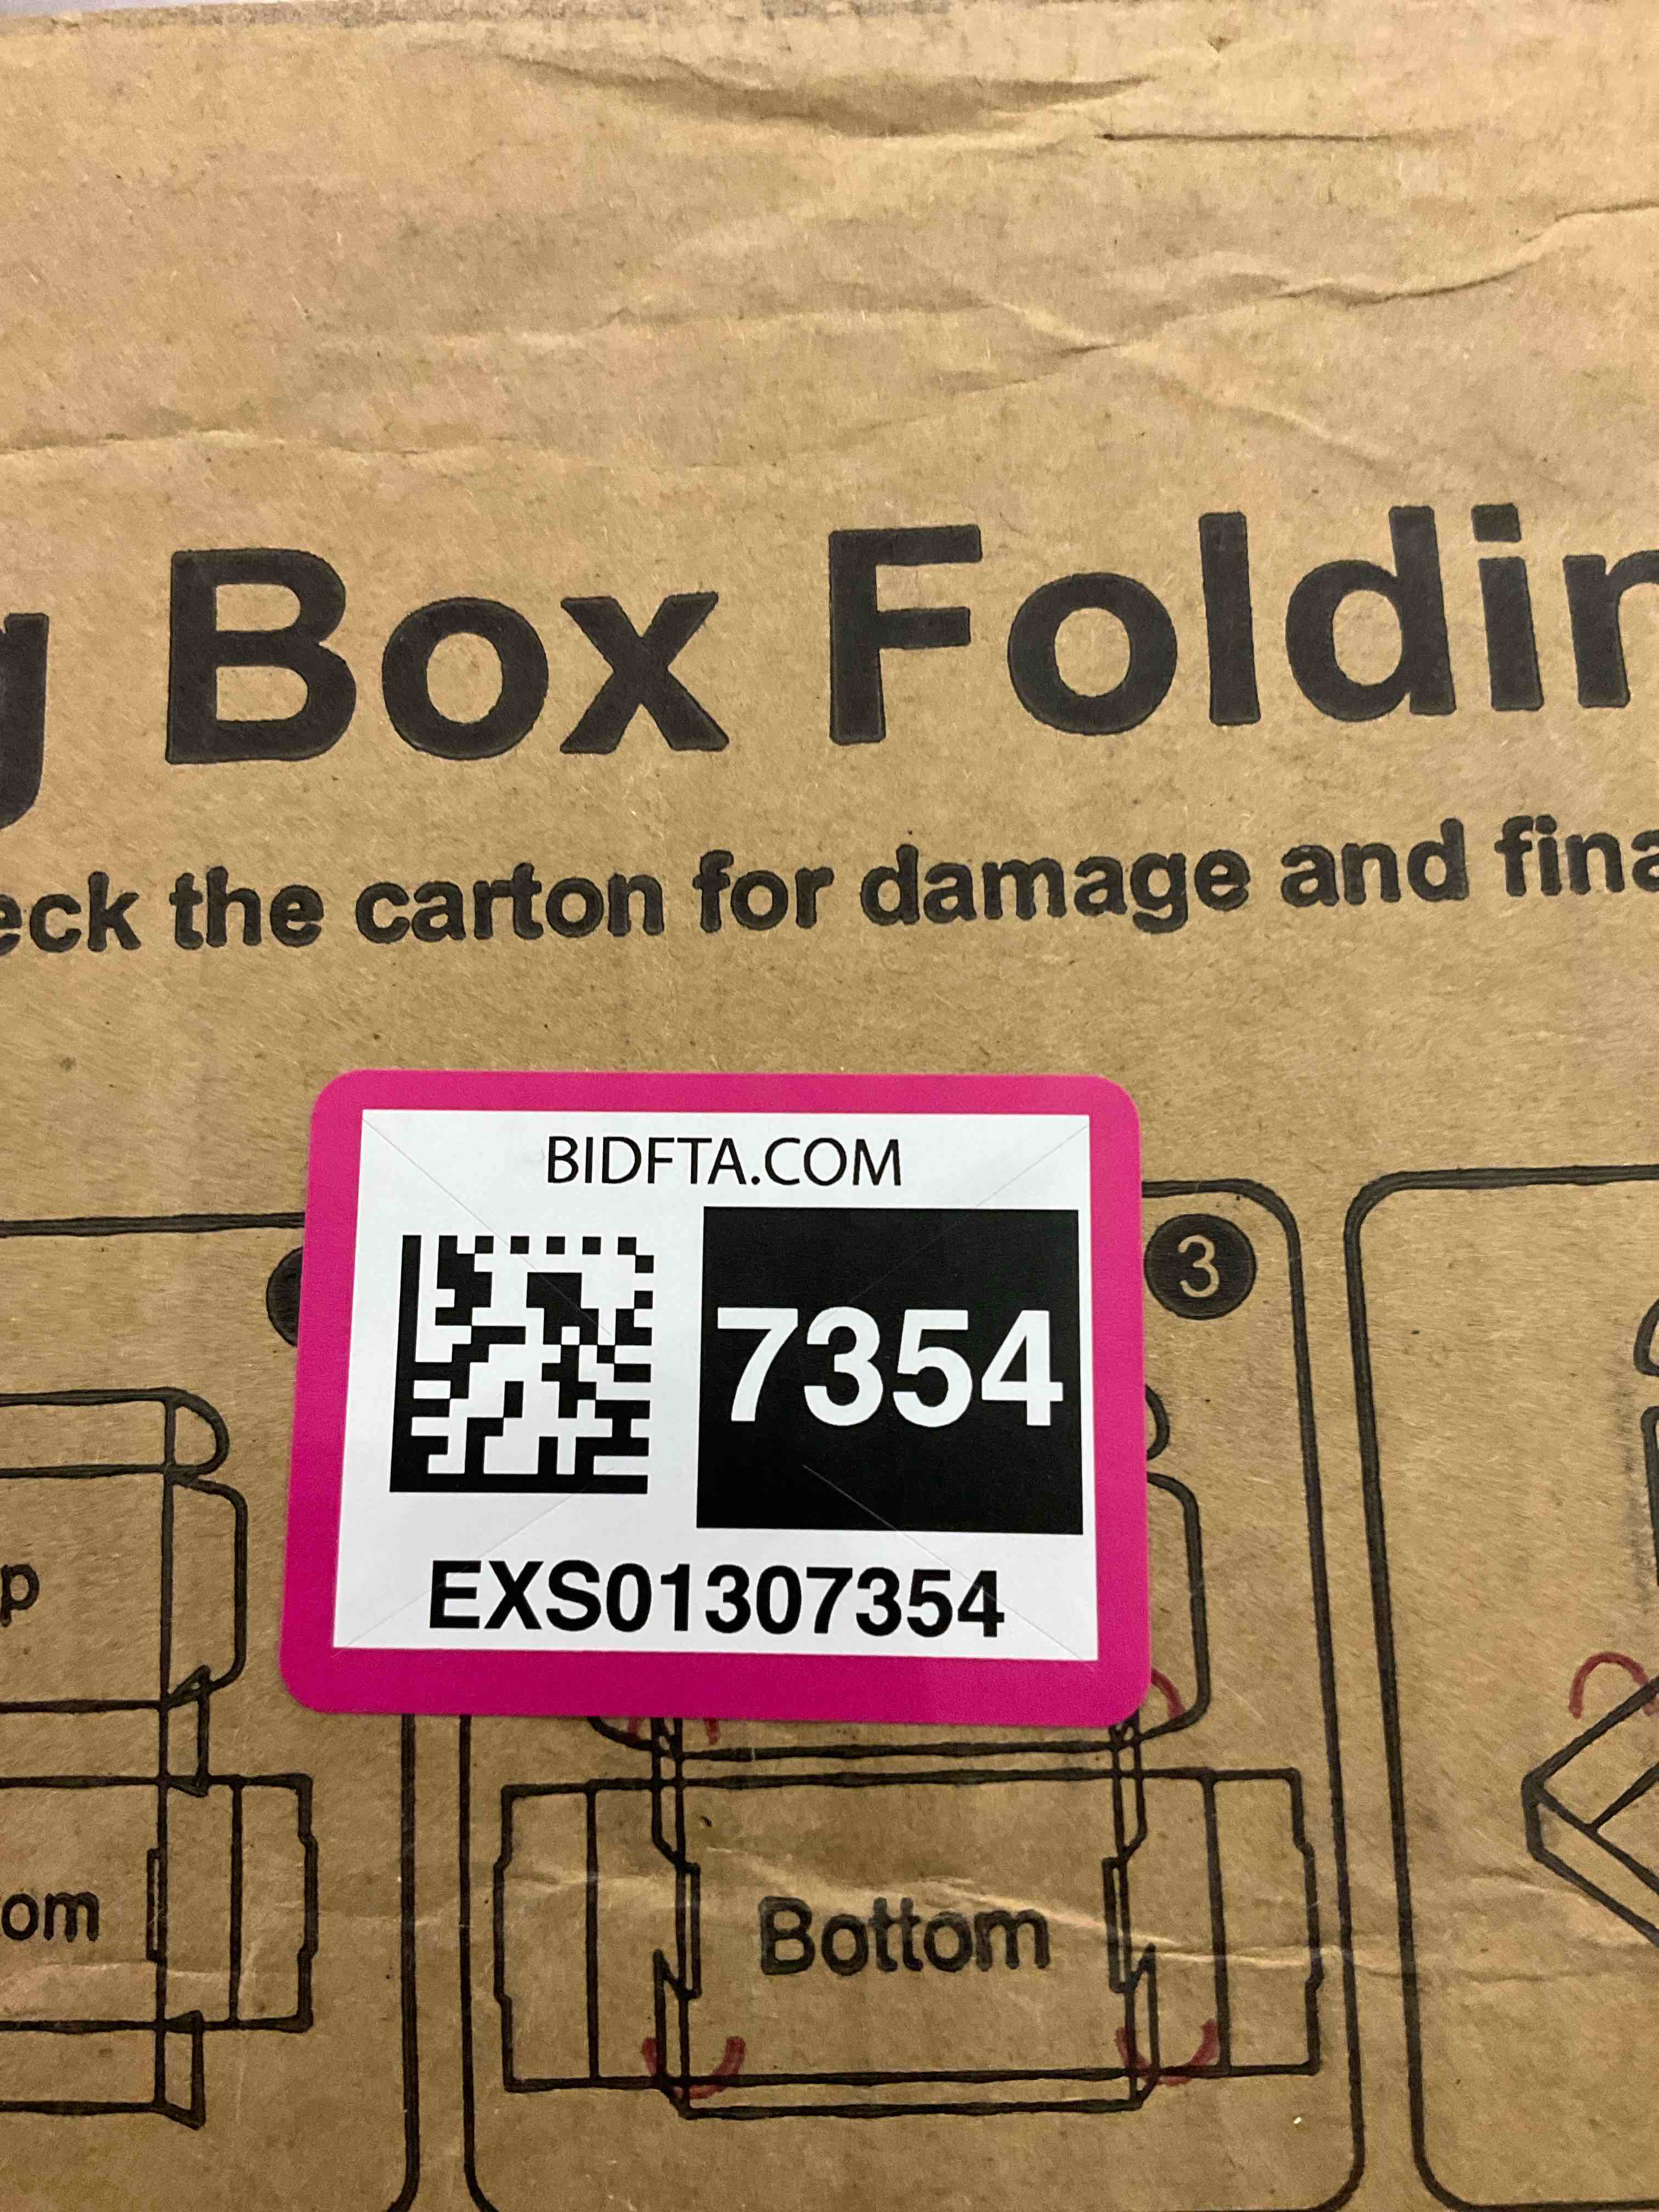 g Box Foldin
eck the carton for damage and fina
BIDFTA.COM
3
7354
EXS01307354
p
om
Bottom